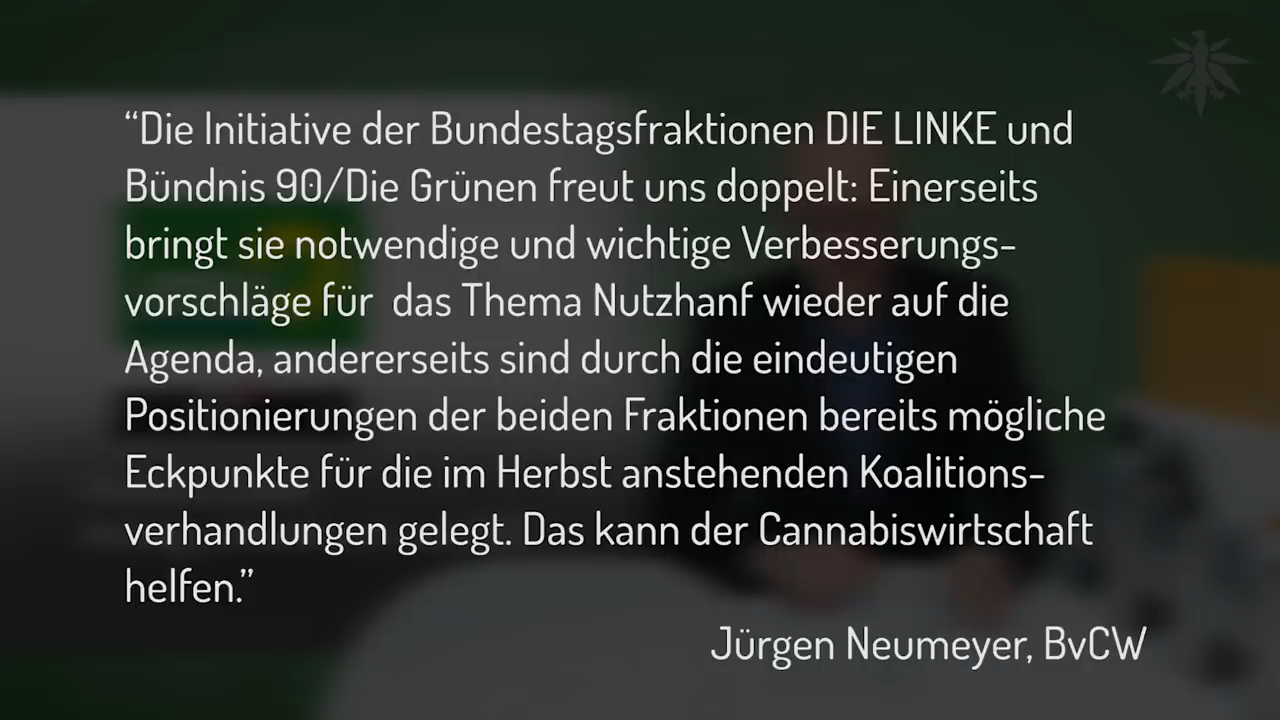 “Die Initiative der Bundestagsfraktionen DIE LINKE und
Bündnis 90/Die Grünen freut uns doppelt: Einerseits
bringt sie notwendige und wichtige Verbesserungs-
vorschläge für  das Thema Nutzhanf wieder auf die
Agenda, andererseits sind durch die eindeutigen
Positionierungen der beiden Fraktionen bereits mögliche
Eckpunkte für die im Herbst anstehenden Koalitions-
verhandlungen gelegt. Das kann der Cannabiswirtschaft
helfen.”
Jürgen Neumeyer, BvCW